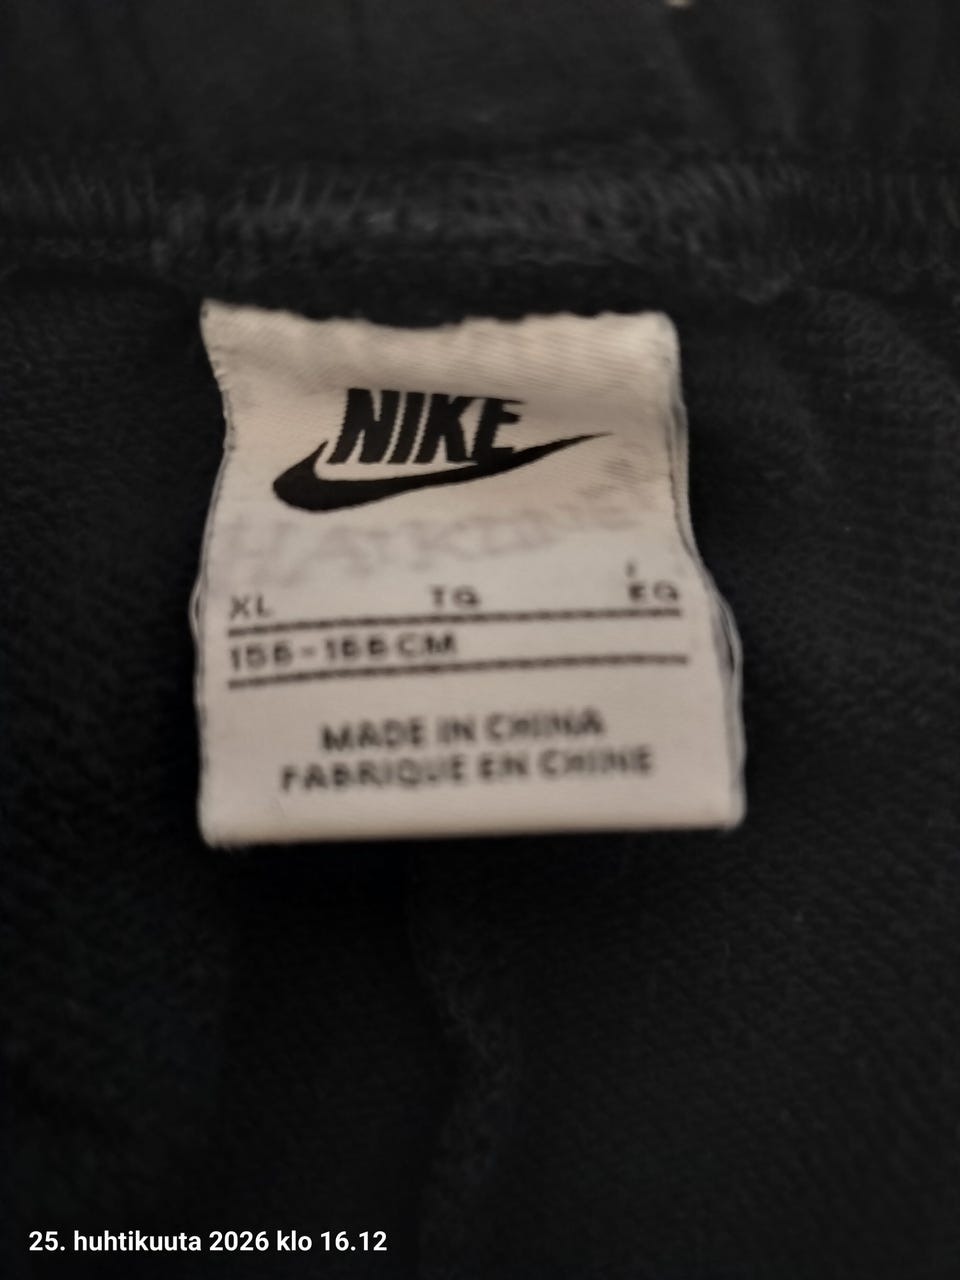 NIKE
XL TG EG
156-166 CM
MADE IN CHINA
FABRIQUE EN CHINE
25. huhtikuuta 2026 klo 16.12